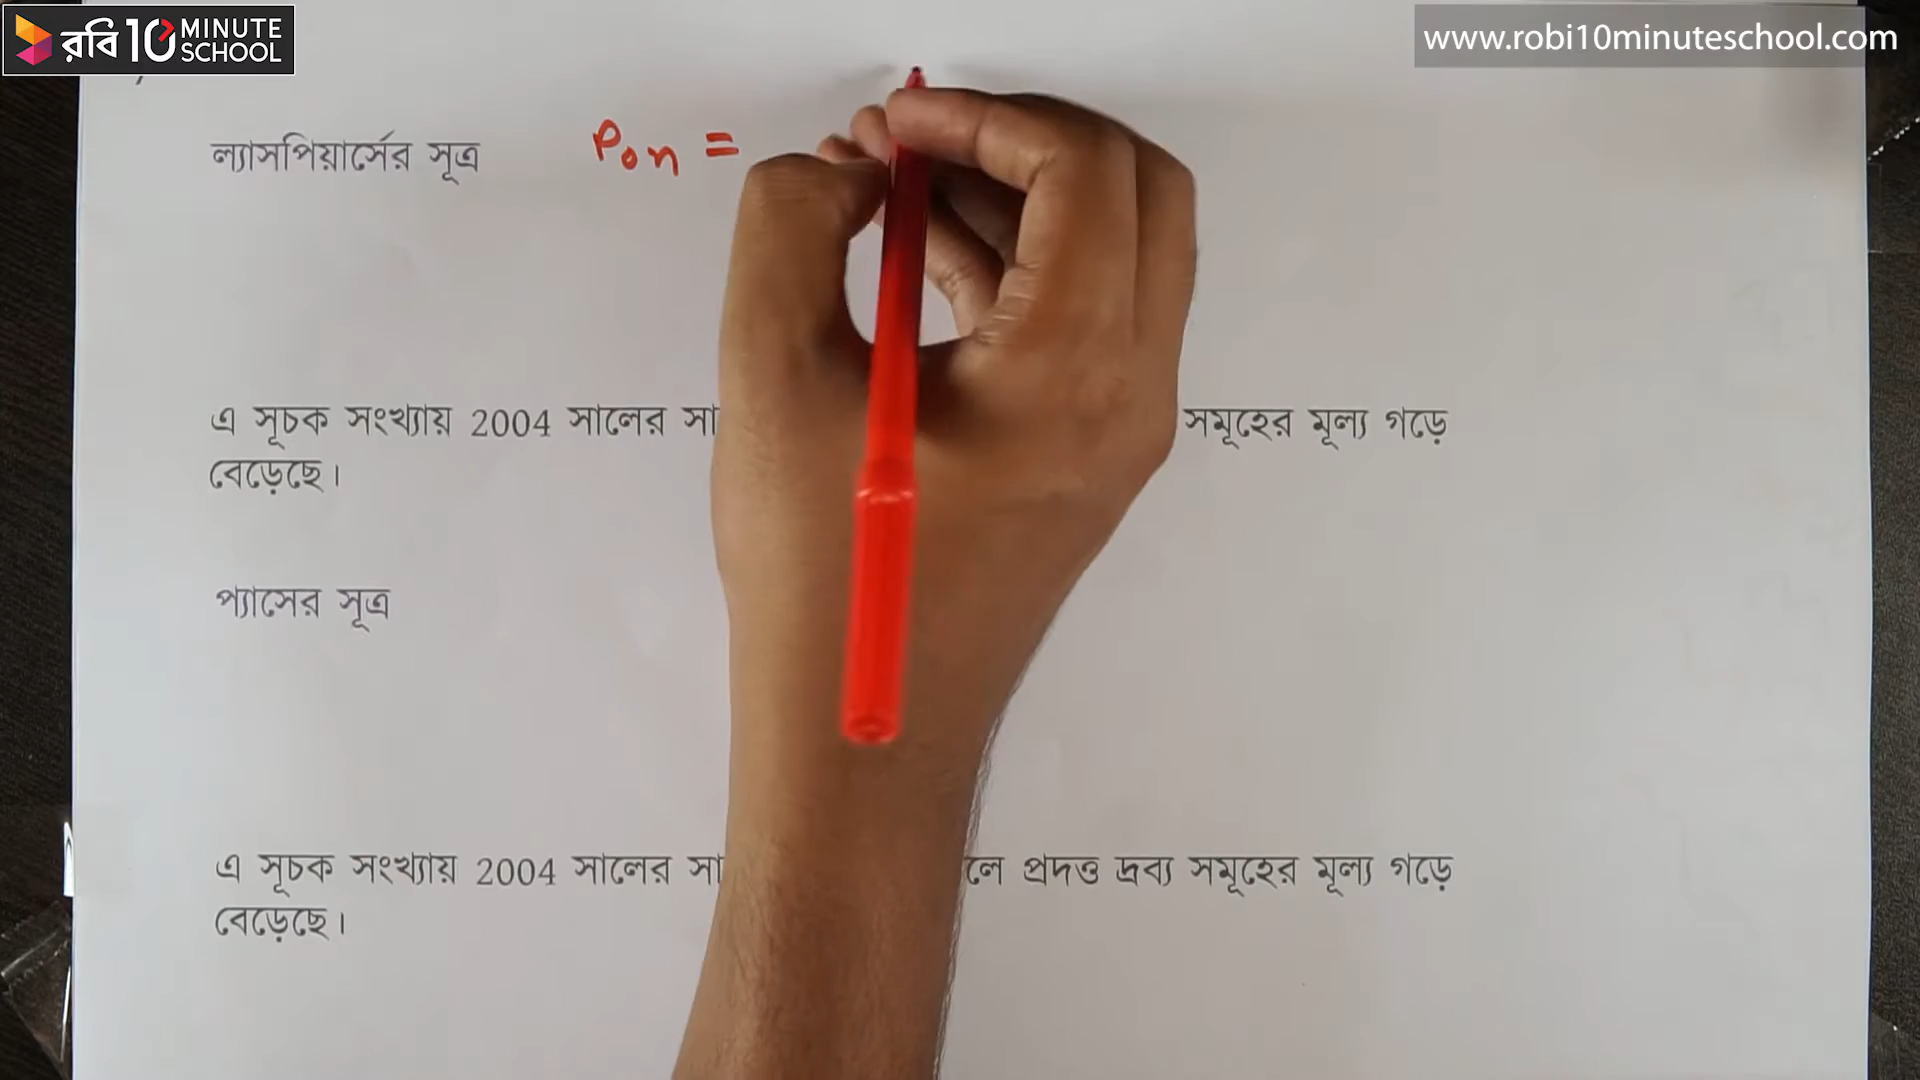 রবি 10 MINUTE SCHOOL
www.robi10minuteschool.com
ল্যাসপিয়ার্সের সূত্র P₀ₙ =
এ সূচক সংখ্যায় 2004 সালের সমূহের মূল্য গড়ে
বেড়েছে।
প্যাসের সূত্র
এ সূচক সংখ্যায় 2004 সালের প্রদত্ত দ্রব্য সমূহের মূল্য গড়ে
বেড়েছে।